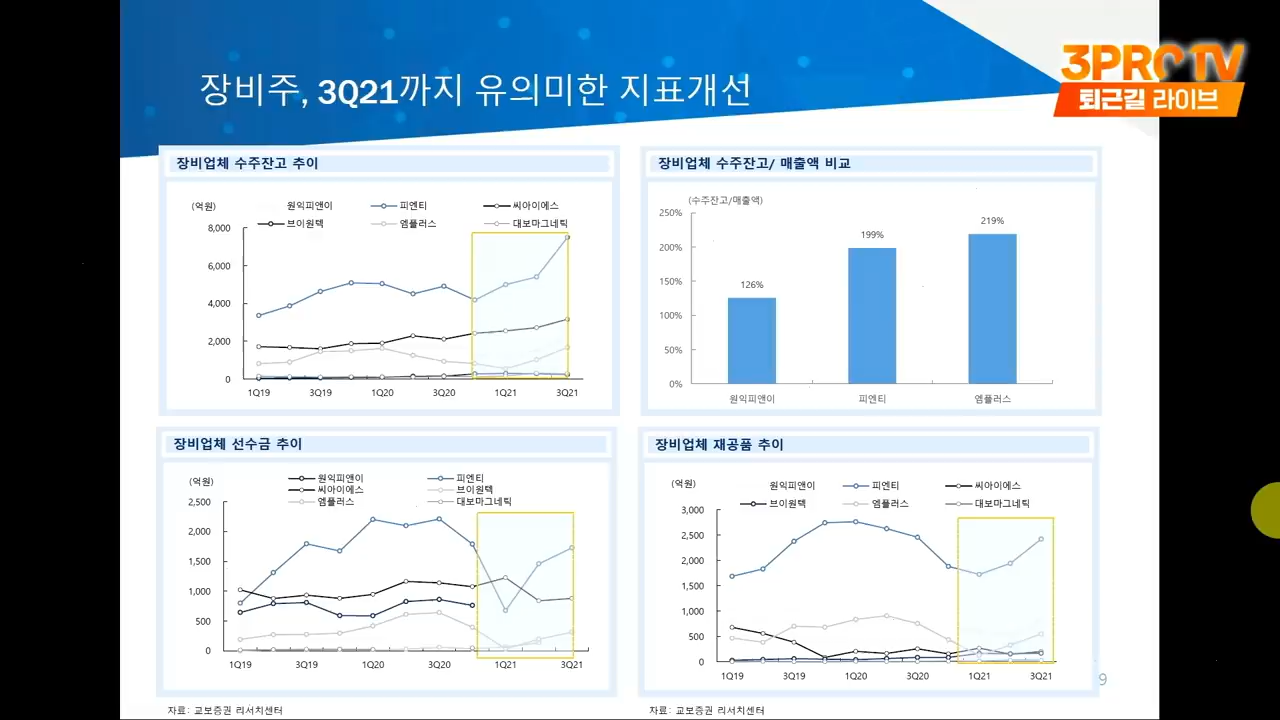 장비주, 3Q21까지 유의미한 지표개선
3PROTV
퇴근길 라이브
장비업체 수주잔고 추이
(억원)
원익피앤이 피엔티 씨아이에스
브이원텍 엠플러스 대보마그네틱
8,000
6,000
4,000
2,000
0
1Q19 3Q19 1Q20 3Q20 1Q21 3Q21
장비업체 수주잔고/ 매출액 비교
(수주잔고/매출액)
250%
200%
150%
100%
50%
0%
126% 199% 219%
원익피앤이 피엔티 엠플러스
장비업체 선수금 추이
(억원)
원익피앤이 피엔티
씨아이에스 브이원텍
엠플러스 대보마그네틱
2,500
2,000
1,500
1,000
500
0
1Q19 3Q19 1Q20 3Q20 1Q21 3Q21
장비업체 재공품 추이
(억원)
원익피앤이 피엔티 씨아이에스
브이원텍 엠플러스 대보마그네틱
3,000
2,500
2,000
1,500
1,000
500
0
1Q19 3Q19 1Q20 3Q20 1Q21 3Q21
9
자료: 교보증권 리서치센터
자료: 교보증권 리서치센터